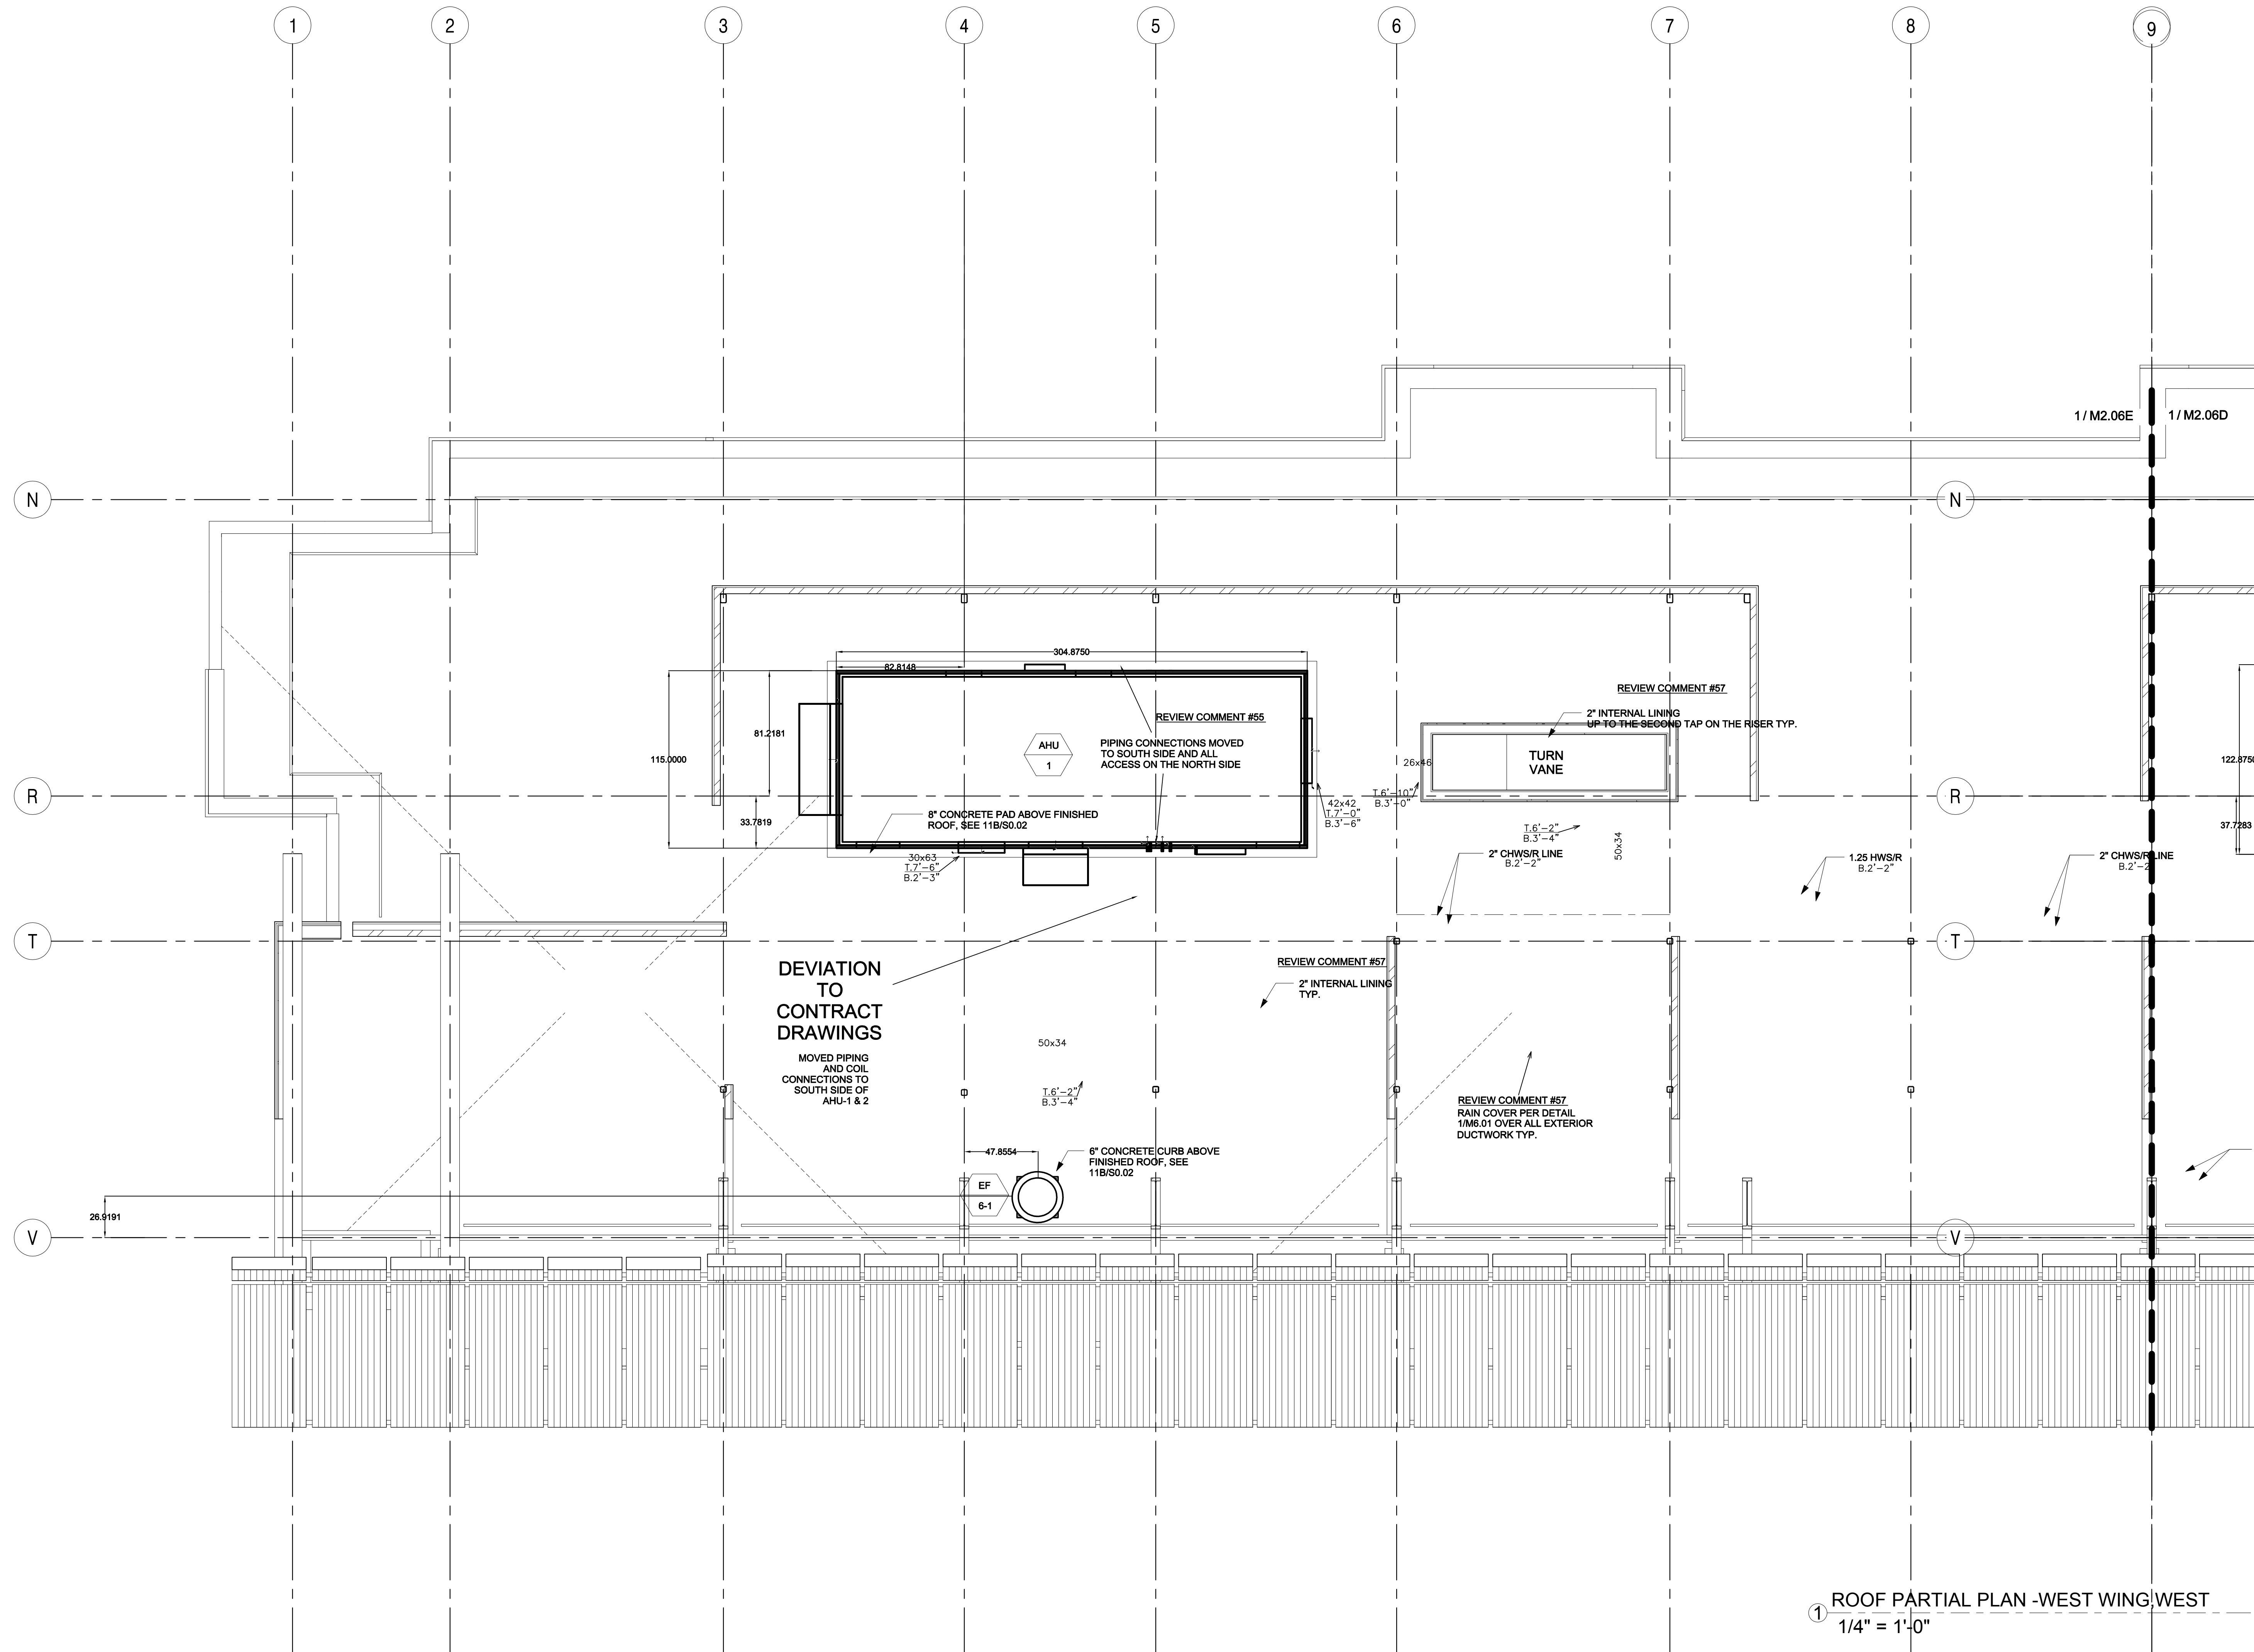 1
2
3
4
5
6
7
8
9
1/ M2.06E
1/ M2.06D
N
N
304.8750
82.8148
REVIEW COMMENT #57
2" INTERNAL LINING
UP TO THE SECOND TAP ON THE RISER TYP.
REVIEW COMMENT #55
PIPING CONNECTIONS MOVED
TO SOUTH SIDE AND ALL
ACCESS ON THE NORTH SIDE
AHU
1
81.2181
115.0000
TURN
VANE
26x46
122.8750
R
R
T.6'-10"
B.3'-0"
42x42
T.7'-0"
B.3'-6"
8" CONCRETE PAD ABOVE FINISHED
ROOF, SEE 11B/S0.02
33.7819
37.7283
T.6'-2"
B.3'-4"
50x34
30x63
T.7'-6"
B.2'-3"
2" CHWS/R LINE
B.2'-2"
1.25 HWS/R
B.2'-2"
2" CHWS/R LINE
B.2'-2
T
T
DEVIATION
TO
CONTRACT
DRAWINGS
MOVED PIPING
AND COIL
CONNECTIONS TO
SOUTH SIDE OF
AHU-1 & 2
REVIEW COMMENT #57
2" INTERNAL LINING
TYP.
50x34
T.6'-2"
B.3'-4"
REVIEW COMMENT #57
RAIN COVER PER DETAIL
1/M6.01 OVER ALL EXTERIOR
DUCTWORK TYP.
47.8554
6" CONCRETE CURB ABOVE
FINISHED ROOF, SEE
11B/S0.02
EF
6-1
26.9191
V
V
1
ROOF PARTIAL PLAN -WEST WING,WEST
1/4" = 1'-0"